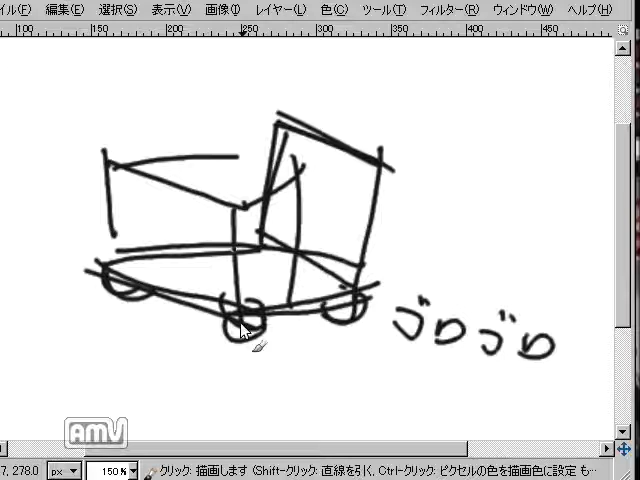 イル(F) 編集(E) 選択(S) 表示(V) 画像(I) レイヤー(L) 色(C) ツール(T) フィルター(R) ウィンドウ(W) ヘルプ(H)
100 150 200 250 300 350 400 450
ゴロゴロ
AMV
7, 278.0 px 150% クリック: 描画します (Shift-クリック: 直線を引く, Ctrl-クリック: ピクセルの色を描画色に設定 も…